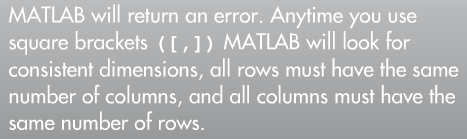 MATLAB will return an error. Anytime you use
square brackets ([,]) MATLAB will look for
consistent dimensions, all rows must have the same
number of columns, and all columns must have the
same number of rows.